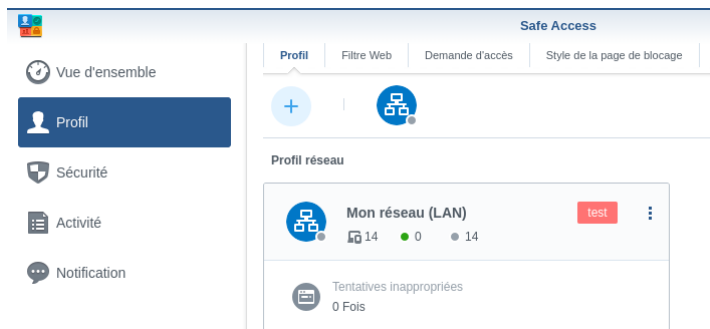 Safe Access
Vue d'ensemble
Profil
Sécurité
Activité
Notification
Profil Filtre Web Demande d'accès Style de la page de blocage
Profil réseau
Mon réseau (LAN) test
14 0 14
Tentatives inappropriées
0 Fois